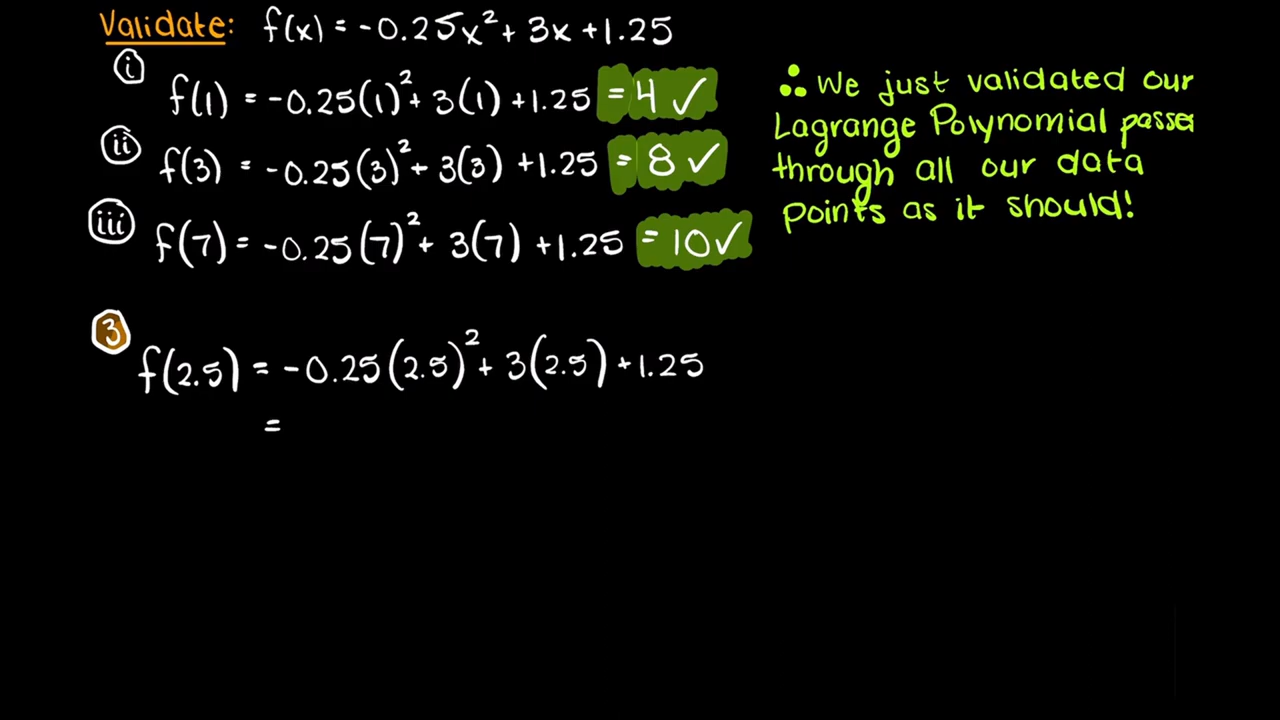 Validate: f(x) = -0.25x² + 3x + 1.25
i
f(1) = -0.25(1)² + 3(1) + 1.25 = 4 ✓
ii
f(3) = -0.25(3)² + 3(3) + 1.25 = 8 ✓
iii
f(7) = -0.25(7)² + 3(7) + 1.25 = 10 ✓
∴ We just validated our
Lagrange Polynomial passes
through all our data
points as it should!
3
f(2.5) = -0.25(2.5)² + 3(2.5) + 1.25
=